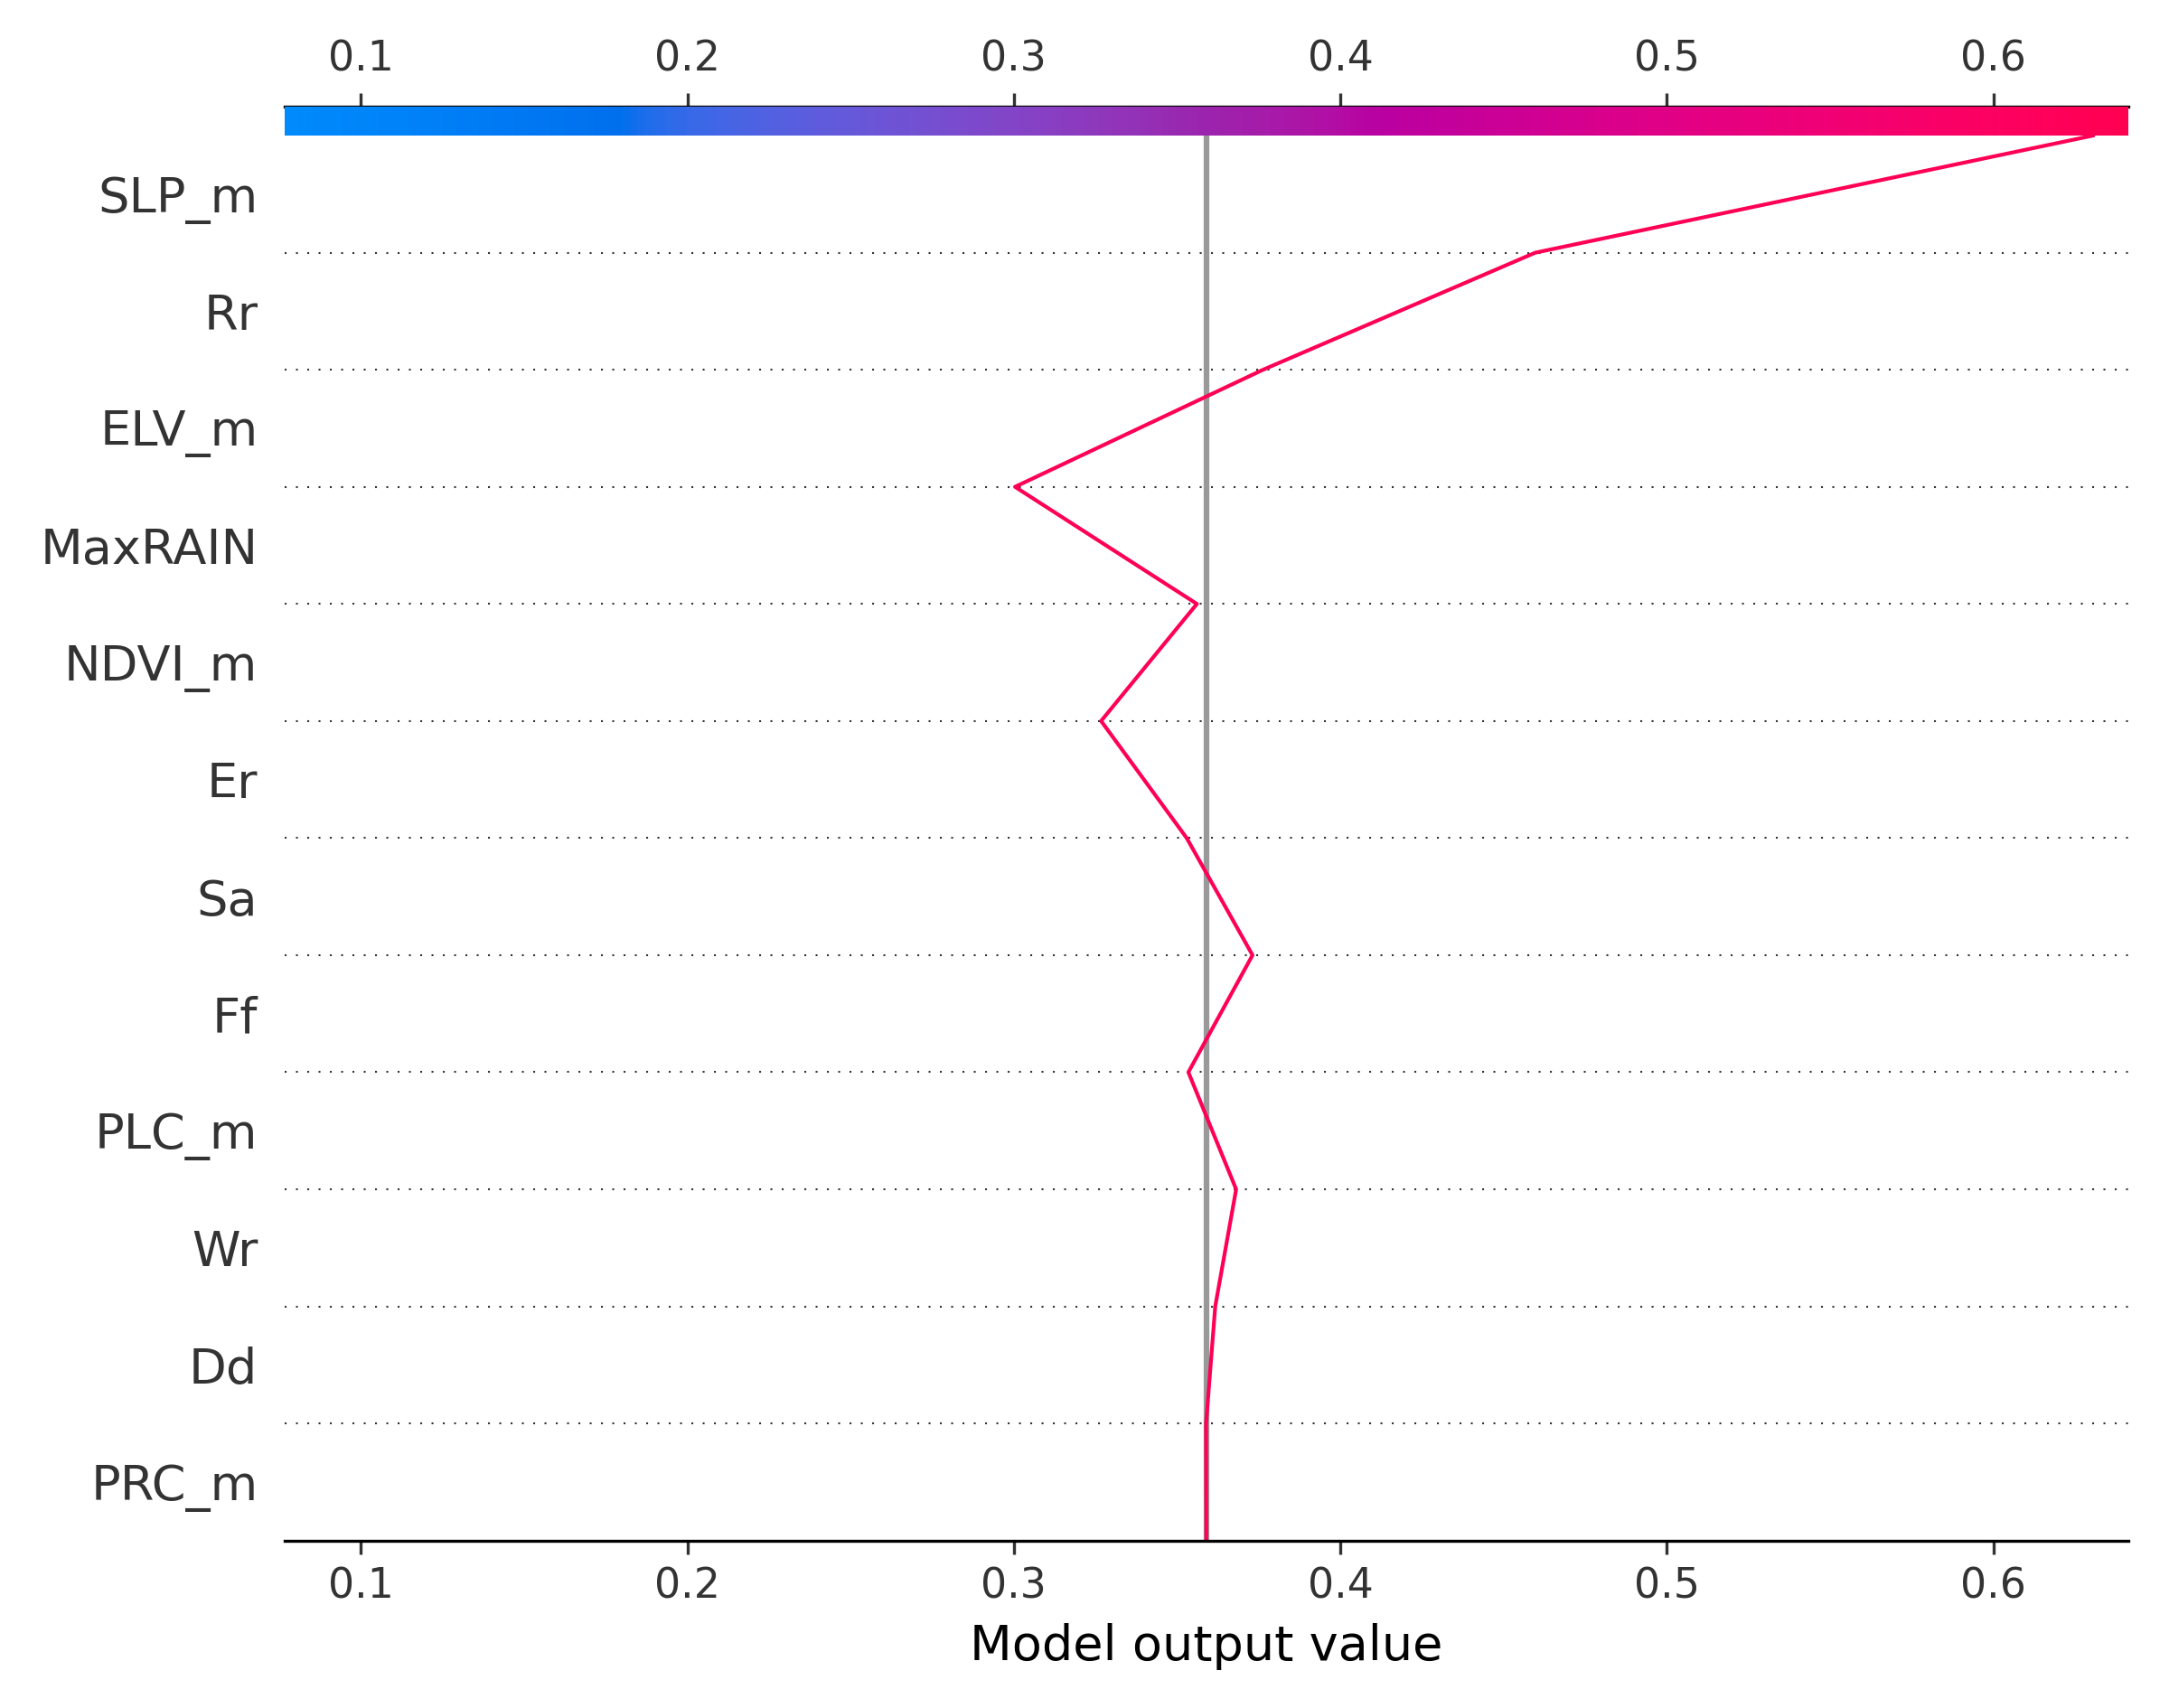 0.1 0.2 0.3 0.4 0.5 0.6
SLP_m
Rr
ELV_m
MaxRAIN
NDVI_m
Er
Sa
Ff
PLC_m
Wr
Dd
PRC_m
0.1 0.2 0.3 0.4 0.5 0.6
Model output value